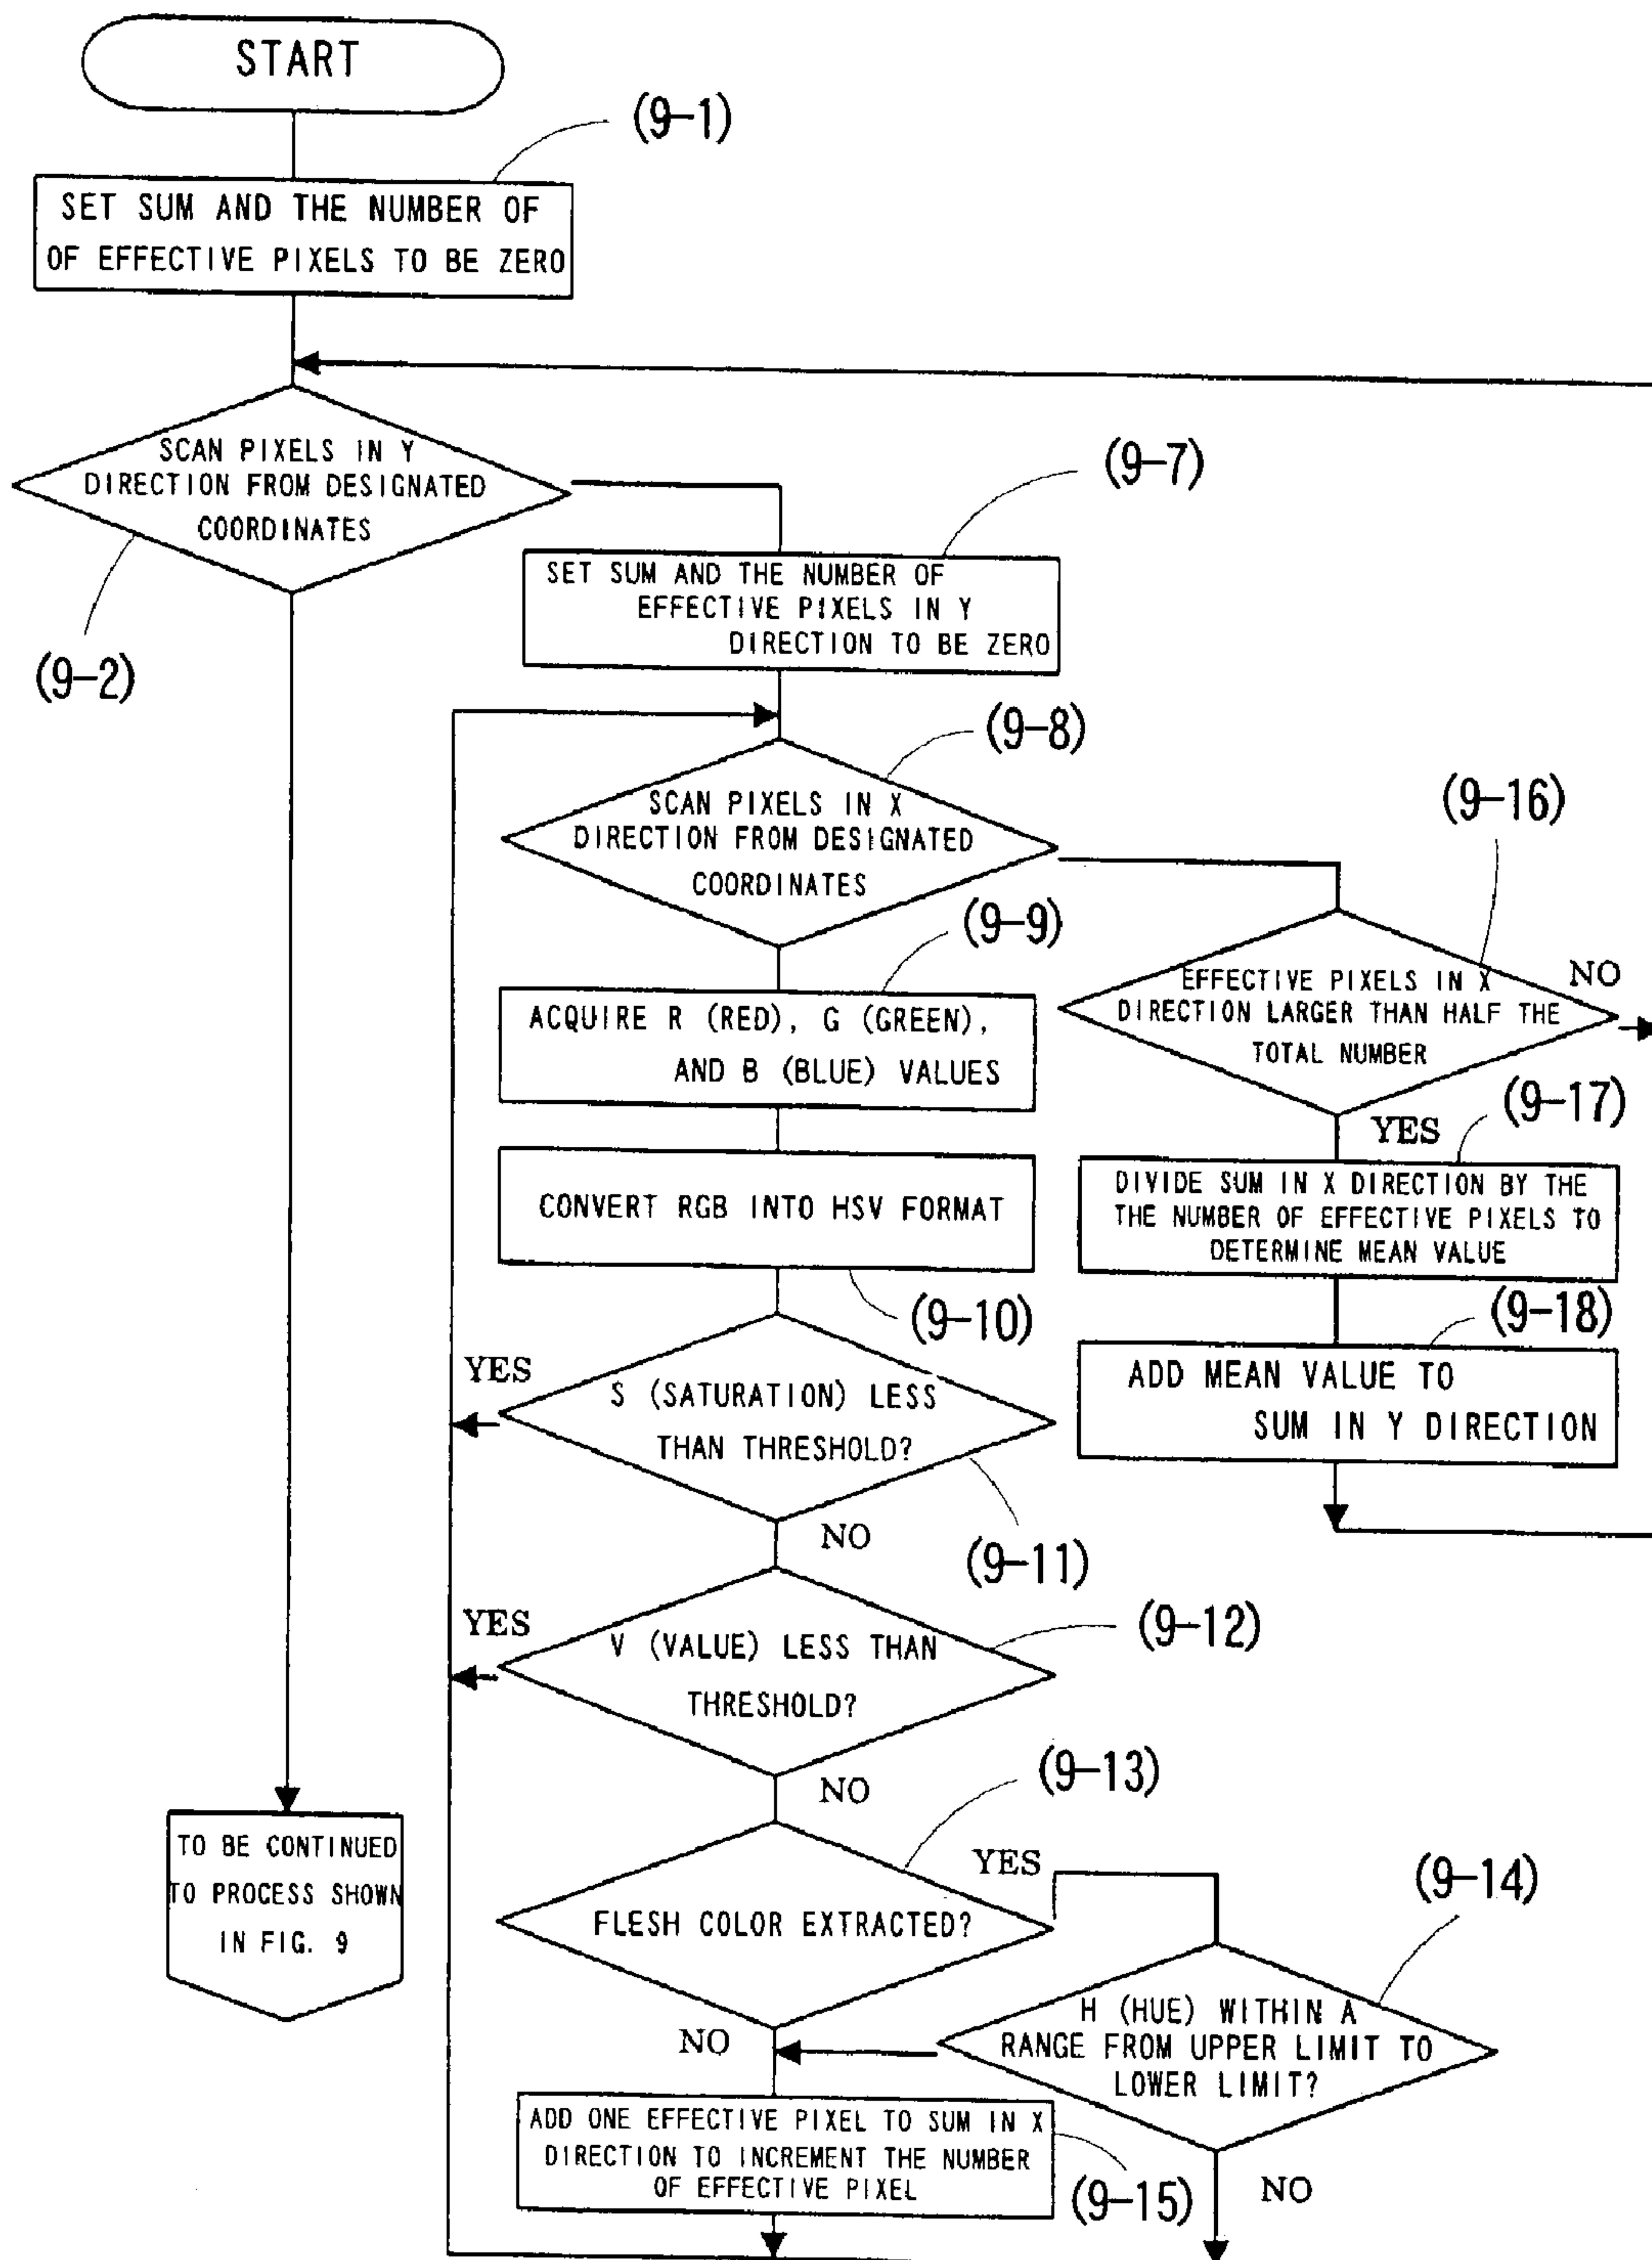 START
(9-1)
SET SUM AND THE NUMBER OF
OF EFFECTIVE PIXELS TO BE ZERO
SCAN PIXELS IN Y
DIRECTION FROM DESIGNATED
COORDINATES
(9-2)
(9-7)
SET SUM AND THE NUMBER OF
EFFECTIVE PIXELS IN Y
DIRECTION TO BE ZERO
(9-8)
SCAN PIXELS IN X
DIRECTION FROM DESIGNATED
COORDINATES
(9-9)
ACQUIRE R (RED), G (GREEN),
AND B (BLUE) VALUES
CONVERT RGB INTO HSV FORMAT
(9-10)
YES
S (SATURATION) LESS
THAN THRESHOLD?
NO
(9-11)
YES
V (VALUE) LESS THAN
THRESHOLD?
(9-12)
NO
(9-13)
FLESH COLOR EXTRACTED?
YES
NO
(9-14)
H (HUE) WITHIN A
RANGE FROM UPPER LIMIT TO
LOWER LIMIT?
NO
ADD ONE EFFECTIVE PIXEL TO SUM IN X
DIRECTION TO INCREMENT THE NUMBER
OF EFFECTIVE PIXEL
(9-15)
(9-16)
EFFECTIVE PIXELS IN X
DIRECTION LARGER THAN HALF THE
TOTAL NUMBER
NO
YES
(9-17)
DIVIDE SUM IN X DIRECTION BY THE
THE NUMBER OF EFFECTIVE PIXELS TO
DETERMINE MEAN VALUE
(9-18)
ADD MEAN VALUE TO
SUM IN Y DIRECTION
TO BE CONTINUED
TO PROCESS SHOWN
IN FIG. 9